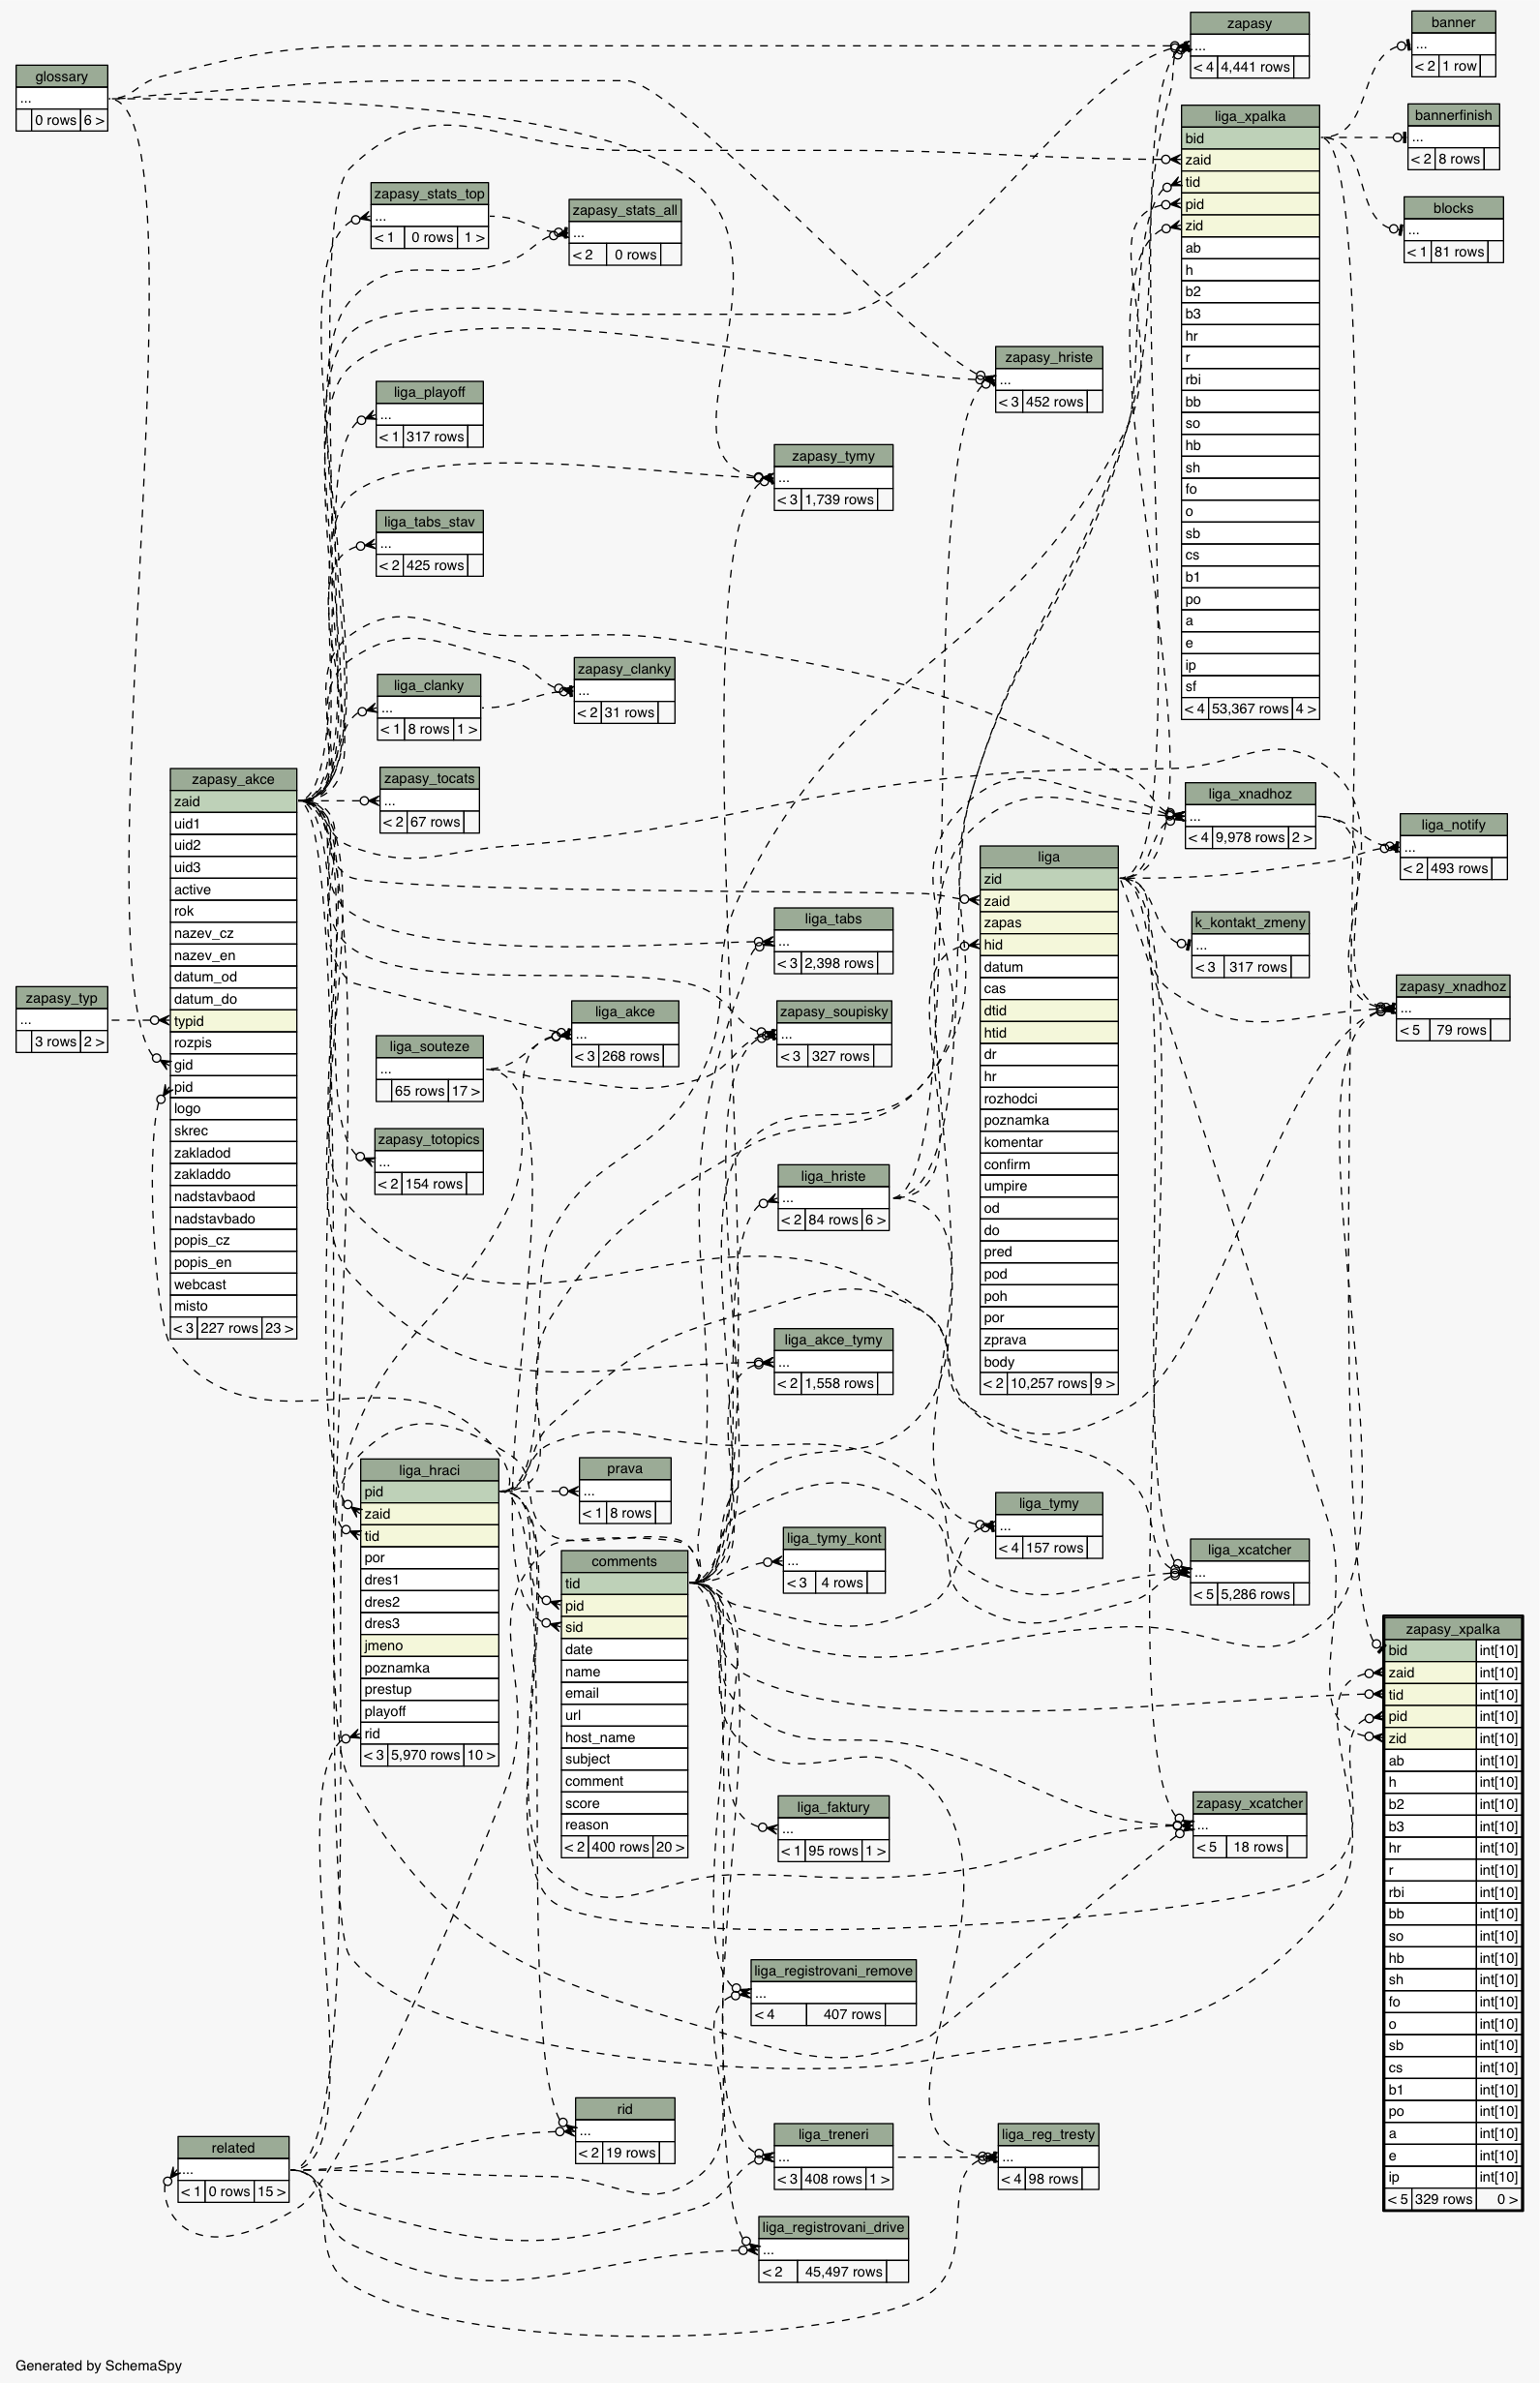 zapasy
...
< 4 4,441 rows
banner
...
< 2 1 row
glossary
...
0 rows 6 >
liga_xpalka
bid
zaid
tid
pid
zid
ab
h
b2
b3
hr
r
rbi
bb
so
hb
sh
fo
o
sb
cs
b1
po
a
e
ip
sf
< 4 53,367 rows 4 >
bannerfinish
...
< 2 8 rows
blocks
...
< 1 81 rows
zapasy_stats_top
...
< 1 0 rows 1 >
zapasy_stats_all
...
< 2 0 rows
zapasy_hriste
...
< 3 452 rows
liga_playoff
...
< 1 317 rows
zapasy_tymy
...
< 3 1,739 rows
liga_tabs_stav
...
< 2 425 rows
zapasy_clanky
...
< 2 31 rows
liga_clanky
...
< 1 8 rows 1 >
zapasy_akce
zaid
uid1
uid2
uid3
active
rok
nazev_cz
nazev_en
datum_od
datum_do
typid
rozpis
gid
pid
logo
skrec
zakladod
zakladdo
nadstavbaod
nadstavbado
popis_cz
popis_en
webcast
misto
< 3 227 rows 23 >
zapasy_tocats
...
< 2 67 rows
liga_xnadhoz
...
< 4 9,978 rows 2 >
liga_notify
...
< 2 493 rows
liga
zid
zaid
zapas
hid
datum
cas
dtid
htid
dr
hr
rozhodci
poznamka
komentar
confirm
umpire
od
do
pred
pod
poh
por
zprava
body
< 2 10,257 rows 9 >
liga_tabs
...
< 3 2,398 rows
k_kontakt_zmeny
...
< 3 317 rows
zapasy_typ
...
3 rows 2 >
zapasy_xnadhoz
...
< 5 79 rows
liga_akce
...
< 3 268 rows
zapasy_soupisky
...
< 3 327 rows
liga_souteze
...
65 rows 17 >
zapasy_totopics
...
< 2 154 rows
liga_hriste
...
< 2 84 rows 6 >
liga_akce_tymy
...
< 2 1,558 rows
liga_hraci
pid
zaid
tid
por
dres1
dres2
dres3
jmeno
poznamka
prestup
playoff
rid
< 3 5,970 rows 10 >
prava
...
< 1 8 rows
liga_tymy
...
< 4 157 rows
liga_tymy_kont
...
< 3 4 rows
liga_xcatcher
...
< 5 5,286 rows
comments
tid
pid
sid
date
name
email
url
host_name
subject
comment
score
reason
< 2 400 rows 20 >
zapasy_xpalka
bid int[10]
zaid int[10]
tid int[10]
pid int[10]
zid int[10]
ab int[10]
h int[10]
b2 int[10]
b3 int[10]
hr int[10]
r int[10]
rbi int[10]
bb int[10]
so int[10]
hb int[10]
sh int[10]
fo int[10]
o int[10]
sb int[10]
cs int[10]
b1 int[10]
po int[10]
a int[10]
e int[10]
ip int[10]
< 5 329 rows 0 >
liga_faktury
...
< 1 95 rows 1 >
zapasy_xcatcher
...
< 5 18 rows
liga_registrovani_remove
...
< 4 407 rows
rid
...
< 2 19 rows
liga_treneri
...
< 3 408 rows 1 >
liga_reg_tresty
...
< 4 98 rows
related
...
< 1 0 rows 15 >
liga_registrovani_drive
...
< 2 45,497 rows
Generated by SchemaSpy